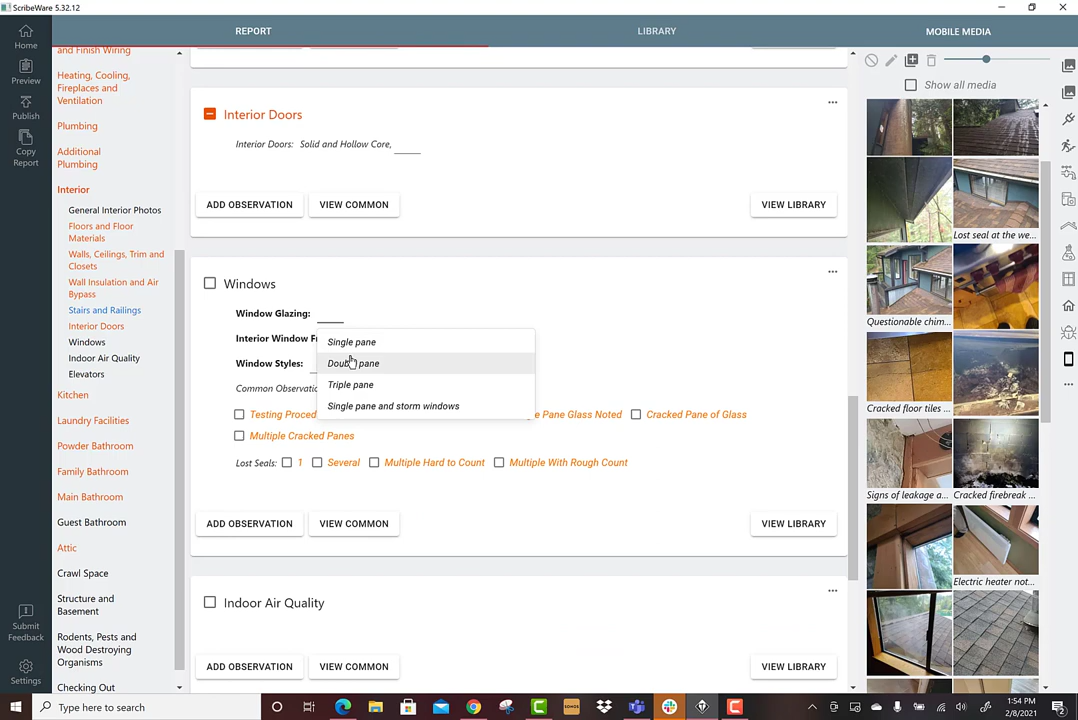 ScribeWare 5.32.12
Home
Preview
Publish
Copy
Report
Submit
Feedback
Settings
REPORT
LIBRARY
MOBILE MEDIA
and Finish Wiring
Heating, Cooling,
Fireplaces and
Ventilation
Plumbing
Additional
Plumbing
Interior
General Interior Photos
Floors and Floor
Materials
Walls, Ceilings, Trim and
Closets
Wall Insulation and Air
Bypass
Stairs and Railings
Interior Doors
Windows
Indoor Air Quality
Elevators
Kitchen
Laundry Facilities
Powder Bathroom
Family Bathroom
Main Bathroom
Guest Bathroom
Attic
Crawl Space
Structure and
Basement
Rodents, Pests and
Wood Destroying
Organisms
Checking Out
Interior Doors
Interior Doors: Solid and Hollow Core,
ADD OBSERVATION VIEW COMMON VIEW LIBRARY
Windows
Window Glazing:
Interior Window F
Window Styles:
Common Observatio
Single pane
Double pane
Triple pane
Single pane and storm windows
Testing Proced Pane Glass Noted Cracked Pane of Glass
Multiple Cracked Panes
Lost Seals: 1 Several Multiple Hard to Count Multiple With Rough Count
ADD OBSERVATION VIEW COMMON VIEW LIBRARY
Indoor Air Quality
ADD OBSERVATION VIEW COMMON VIEW LIBRARY
Show all media
Lost seal at the we...
Questionable chim...
Cracked floor tiles ...
Signs of leakage a... Cracked firebreak ...
Electric heater not...
Type here to search
SONOS
1:54 PM
2/8/2021